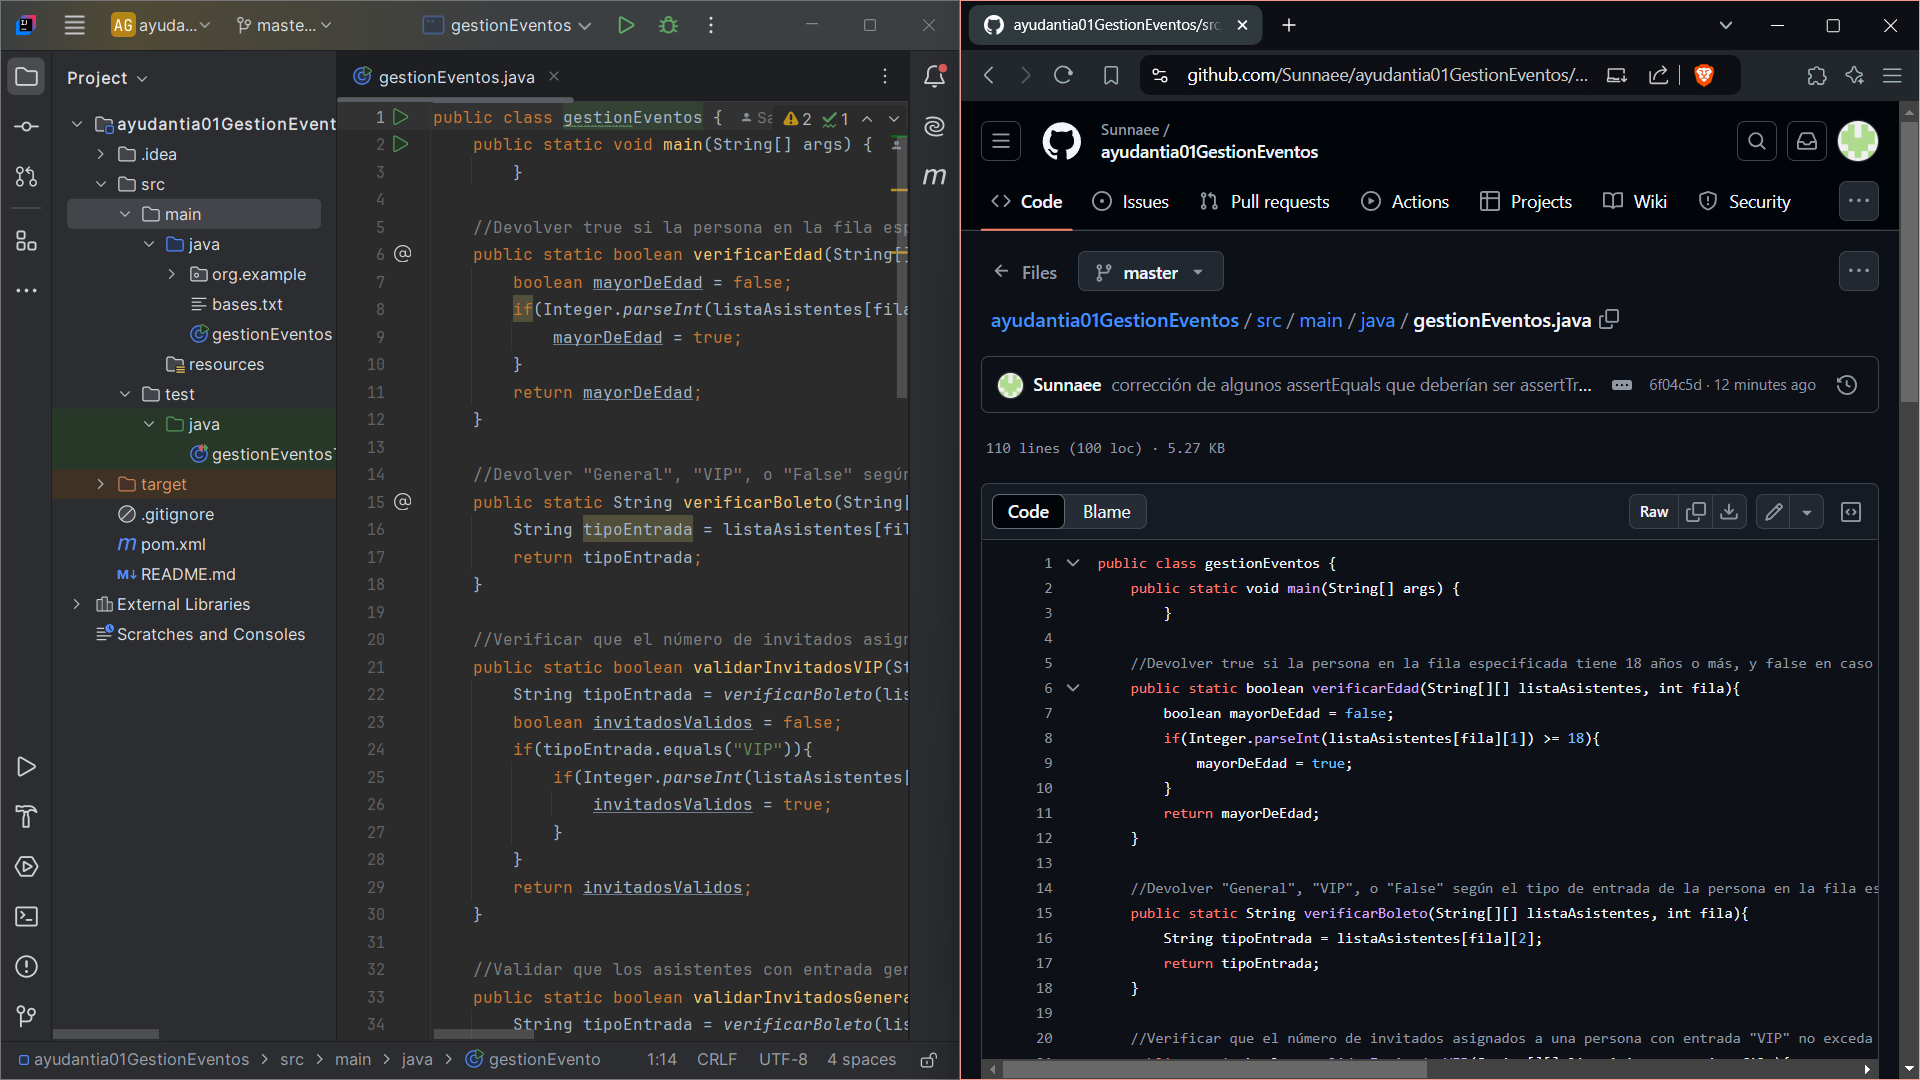 AG ayuda...
maste...
gestionEventos
Project
ayudantia01GestionEvent
.idea
src
main
java
org.example
bases.txt
gestionEventos
resources
test
java
gestionEventos
target
.gitignore
m pom.xml
M↓ README.md
External Libraries
Scratches and Consoles
gestionEventos.java
1 public class gestionEventos { Sa 2 1
2 public static void main(String[] args) {
3 }
4
5 //Devolver true si la persona en la fila esp
6 @ public static boolean verificarEdad(String[]
7 boolean mayorDeEdad = false;
8 if(Integer.parseInt(listaAsistentes[fila
9 mayorDeEdad = true;
10 }
11 return mayorDeEdad;
12 }
13
14 //Devolver "General", "VIP", o "False" según
15 @ public static String verificarBoleto(String[
16 String tipoEntrada = listaAsistentes[fil
17 return tipoEntrada;
18 }
19
20 //Verificar que el número de invitados asign
21 public static boolean validarInvitadosVIP(St
22 String tipoEntrada = verificarBoleto(lis
23 boolean invitadosValidos = false;
24 if(tipoEntrada.equals("VIP")){
25 if(Integer.parseInt(listaAsistentes[
26 invitadosValidos = true;
27 }
28 }
29 return invitadosValidos;
30 }
31
32 //Validar que los asistentes con entrada gen
33 public static boolean validarInvitadosGenera
34 String tipoEntrada = verificarBoleto(lis
m
ayudantia01GestionEventos > src > main > java > gestionEvento 1:14 CRLF UTF-8 4 spaces
ayudantia01GestionEventos/src
github.com/Sunnaee/ayudantia01GestionEventos/...
Sunnaee /
ayudantia01GestionEventos
Code Issues Pull requests Actions Projects Wiki Security
Files master
ayudantia01GestionEventos / src / main / java / gestionEventos.java
Sunnaee corrección de algunos assertEquals que deberían ser assertTr... 6f04c5d · 12 minutes ago
110 lines (100 loc) · 5.27 KB
Code Blame Raw
1 public class gestionEventos {
2 public static void main(String[] args) {
3 }
4
5 //Devolver true si la persona en la fila especificada tiene 18 años o más, y false en caso
6 public static boolean verificarEdad(String[][] listaAsistentes, int fila){
7 boolean mayorDeEdad = false;
8 if(Integer.parseInt(listaAsistentes[fila][1]) >= 18){
9 mayorDeEdad = true;
10 }
11 return mayorDeEdad;
12 }
13
14 //Devolver "General", "VIP", o "False" según el tipo de entrada de la persona en la fila es
15 public static String verificarBoleto(String[][] listaAsistentes, int fila){
16 String tipoEntrada = listaAsistentes[fila][2];
17 return tipoEntrada;
18 }
19
20 //Verificar que el número de invitados asignados a una persona con entrada "VIP" no exceda